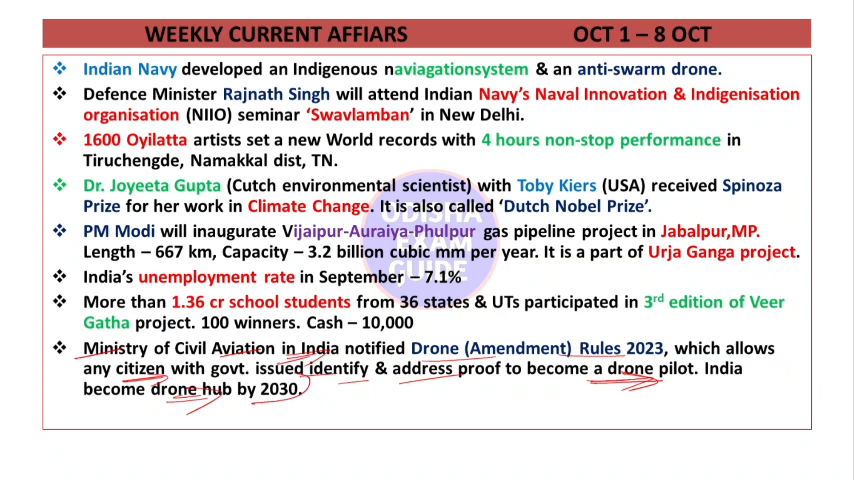 WEEKLY CURRENT AFFIARS OCT 1 – 8 OCT
❖ Indian Navy developed an Indigenous naviagationsystem & an anti-swarm drone.
❖ Defence Minister Rajnath Singh will attend Indian Navy's Naval Innovation & Indigenisation
organisation (NIIO) seminar 'Swavlamban' in New Delhi.
❖ 1600 Oyilatta artists set a new World records with 4 hours non-stop performance in
Tiruchengde, Namakkal dist, TN.
❖ Dr. Joyeeta Gupta (Cutch environmental scientist) with Toby Kiers (USA) received Spinoza
Prize for her work in Climate Change. It is also called 'Dutch Nobel Prize'.
❖ PM Modi will inaugurate Vijaipur-Auraiya-Phulpur gas pipeline project in Jabalpur,MP.
Length – 667 km, Capacity – 3.2 billion cubic mm per year. It is a part of Urja Ganga project.
❖ India's unemployment rate in September – 7.1%
❖ More than 1.36 cr school students from 36 states & UTs participated in 3rd edition of Veer
Gatha project. 100 winners. Cash – 10,000
❖ Ministry of Civil Aviation in India notified Drone (Amendment) Rules 2023, which allows
any citizen with govt. issued identify & address proof to become a drone pilot. India
become drone hub by 2030.
ODISHA
EXAM
GUIDE